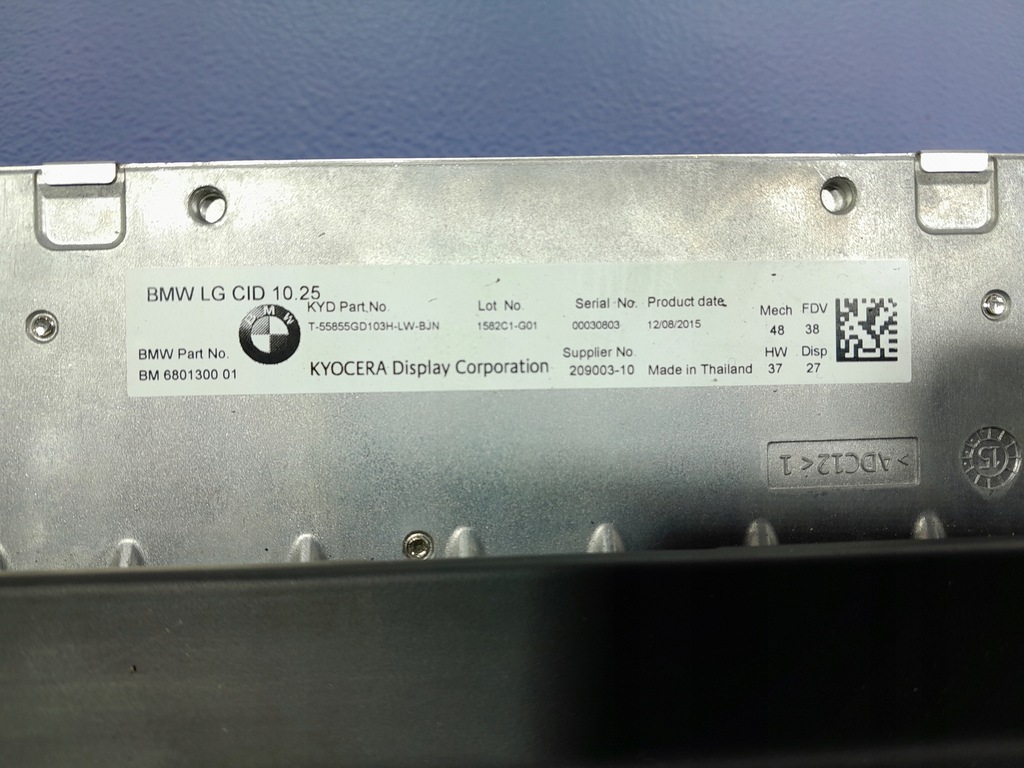 BMW LG CID 10.25
BMW
KYD Part.No.
T-55855GD103H-LW-BJN
Lot No.
1582C1-G01
Serial No.
00030803
Product date.
12/08/2015
Mech FDV
48 38
HW Disp
37 27
BMW Part No.
BM 6801300 01
KYOCERA Display Corporation
Supplier No.
209003-10
Made in Thailand
>ADC12<1
15